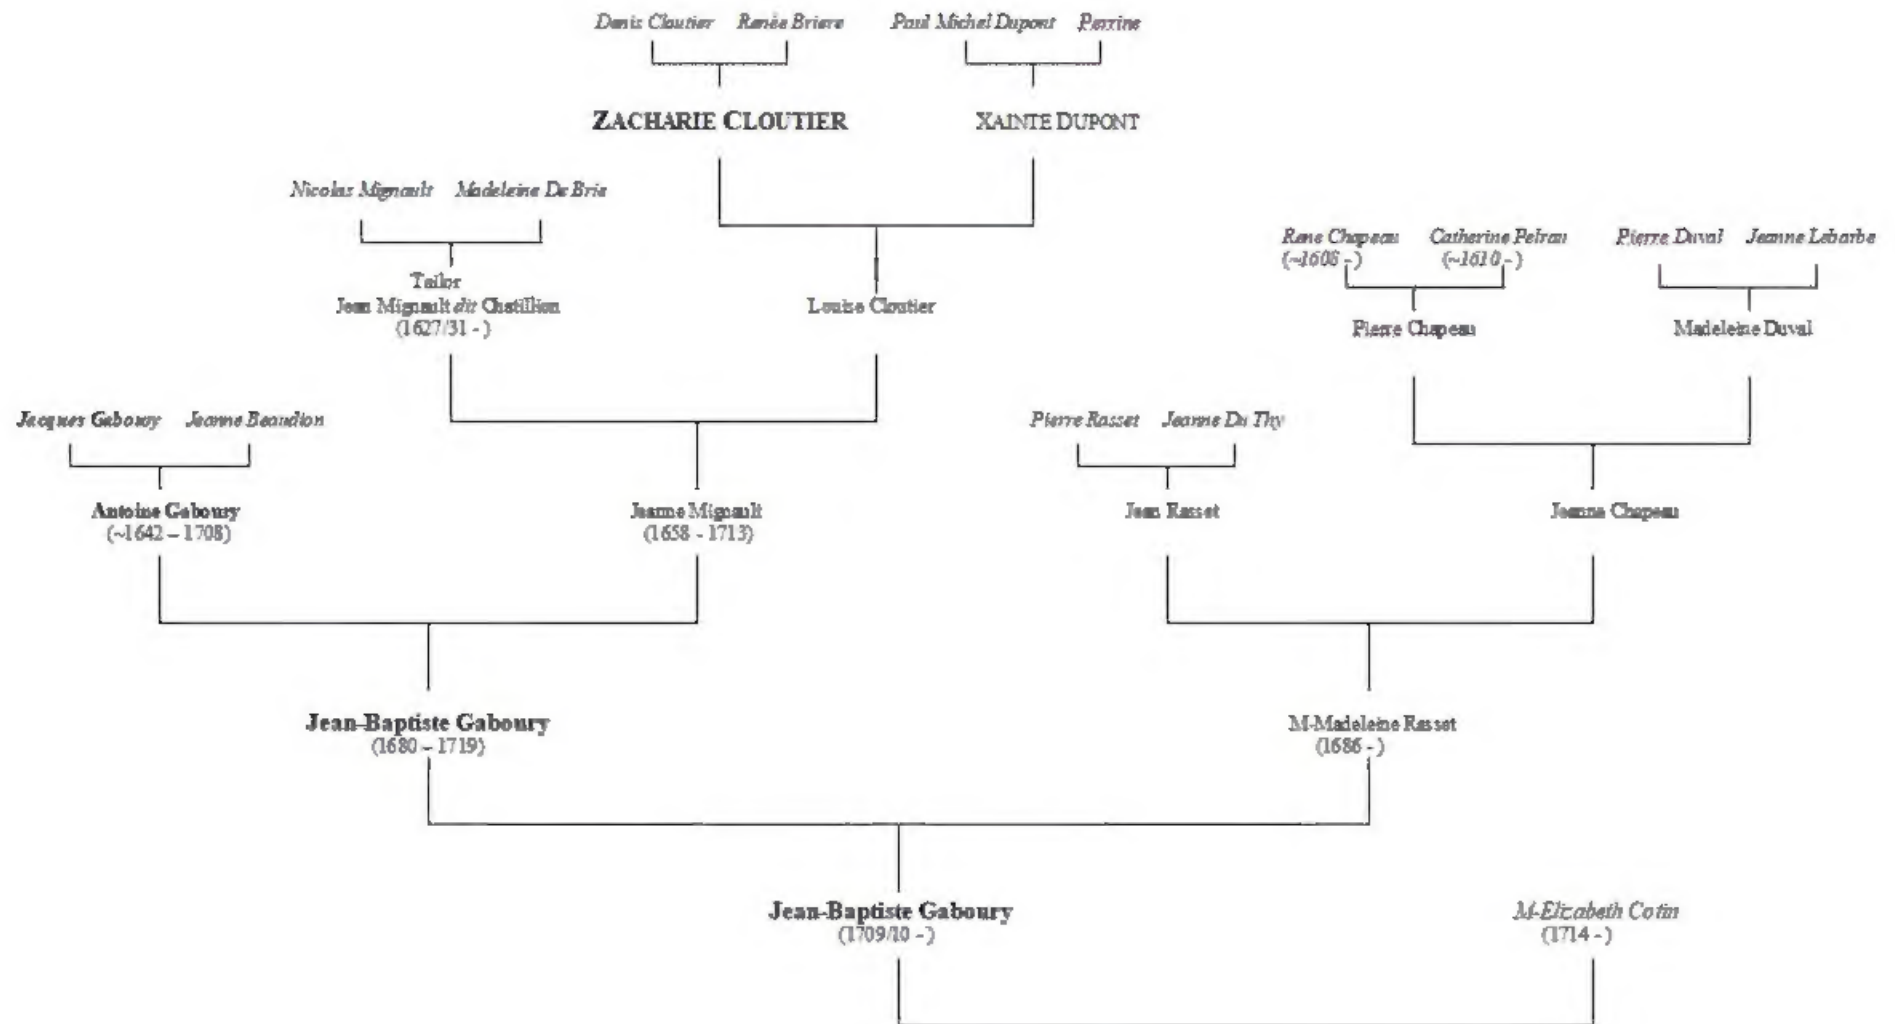 Denis Cloutier Renée Briere Paul Michel Dupont Perrine
ZACHARIE CLOUTIER XAINTE DUPONT
Nicolas Mignault Madeleine De Brie
Rene Chapeau Catherine Pelrau Pierre Duval Jeanne Lebarbe
(~1608 - ) (~1610 - )
Tailor
Jean Mignault dit Chatillion Louise Cloutier
(1627/31 - )
Pierre Chapeau Madeleine Duval
Jacques Geboury Jeanne Beaudion Pierre Rasset Jeanne Du Thy
Antoine Gaboury Jeanne Mignault Jean Rasset Jeanne Chapeau
(~1642 – 1708) (1658 - 1713)
Jean-Baptiste Gaboury M-Madeleine Rasset
(1680 – 1719) (1686 - )
Jean-Baptiste Gaboury M-Elizabeth Cotin
(1709/10 - ) (1714 - )